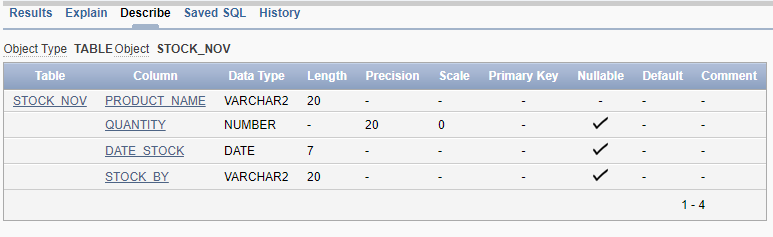 Results Explain Describe Saved SQL History
Object Type TABLE Object STOCK_NOV
Table Column Data Type Length Precision Scale Primary Key Nullable Default Comment
STOCK_NOV PRODUCT_NAME VARCHAR2 20 - - - - - -
QUANTITY NUMBER - 20 0 - ✓ - -
DATE_STOCK DATE 7 - - - ✓ - -
STOCK_BY VARCHAR2 20 - - - ✓ - -
1 - 4